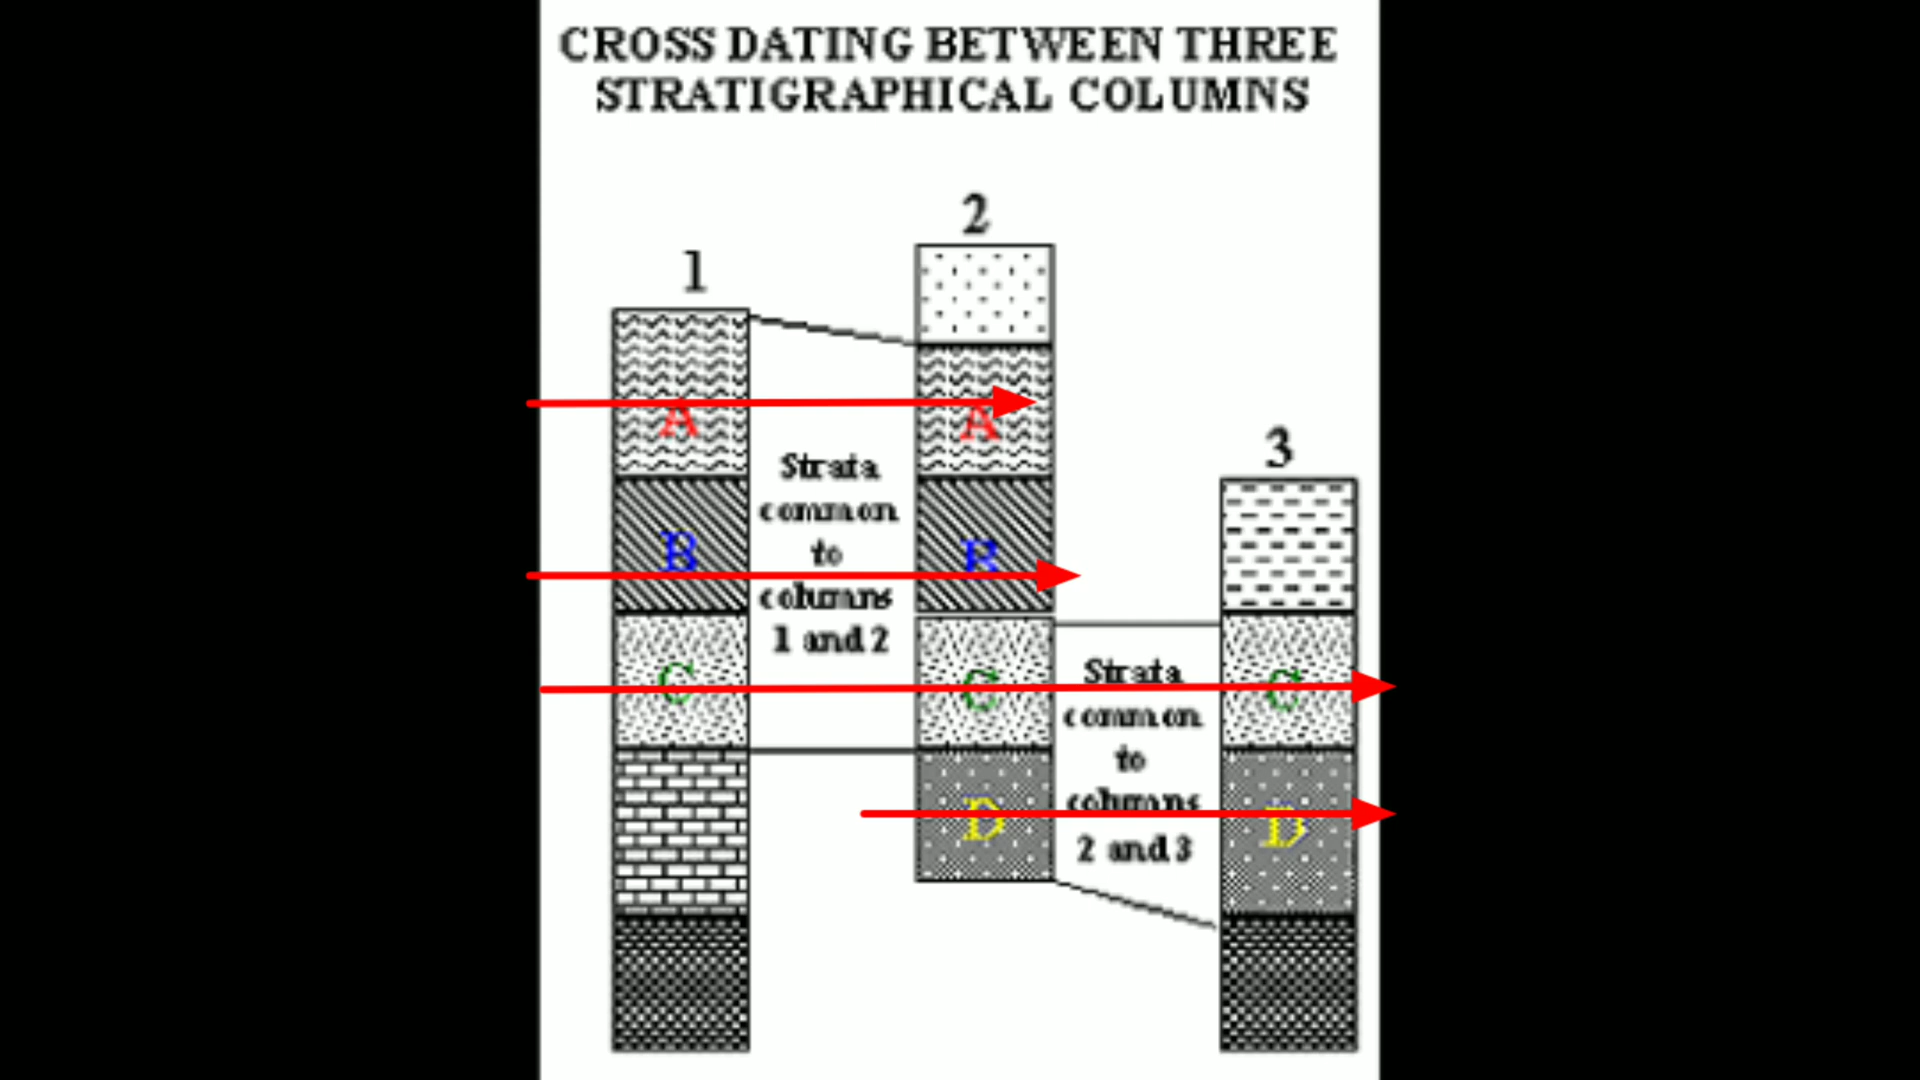 CROSS DATING BETWEEN THREE
STRATIGRAPHICAL COLUMNS
1
2
3
A
A
B
B
C
C
C
D
D
Strata
common
to
columns
1 and 2
Strata
common
to
columns
2 and 3